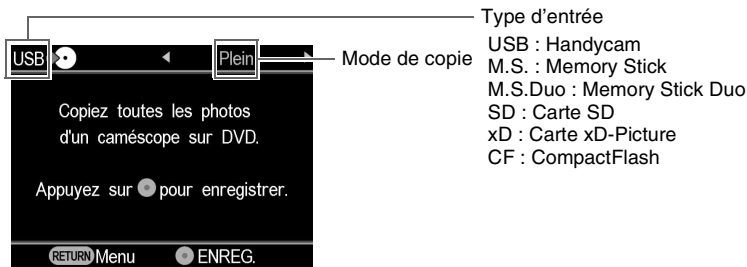 Type d'entrée
USB : Handycam
M.S. : Memory Stick
M.S.Duo : Memory Stick Duo
SD : Carte SD
xD : Carte xD-Picture
CF : CompactFlash
Mode de copie
USB
Plein
Copiez toutes les photos
d'un caméscope sur DVD.
Appuyez sur pour enregistrer.
RETURN Menu ENREG.